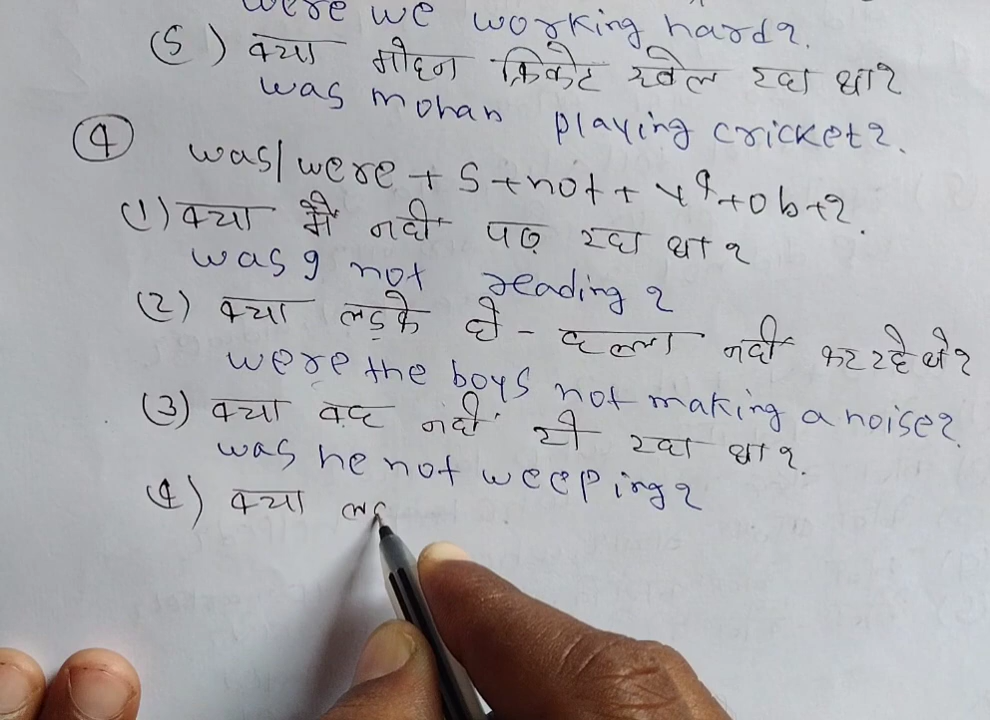 were we working hard?
(5) क्या मोहन क्रिकेट खेल रहा था?
was mohan playing cricket?
(4) was/were + S + not + v4 + ob + ?
(1) क्या मैं नहीं पढ़ रहा था?
was I not reading?
(2) क्या लड़के हो - हल्ला नहीं कर रहे थे?
were the boys not making a noise?
(3) क्या वह नहीं रो रहा था?
was he not weeping?
(4) क्या